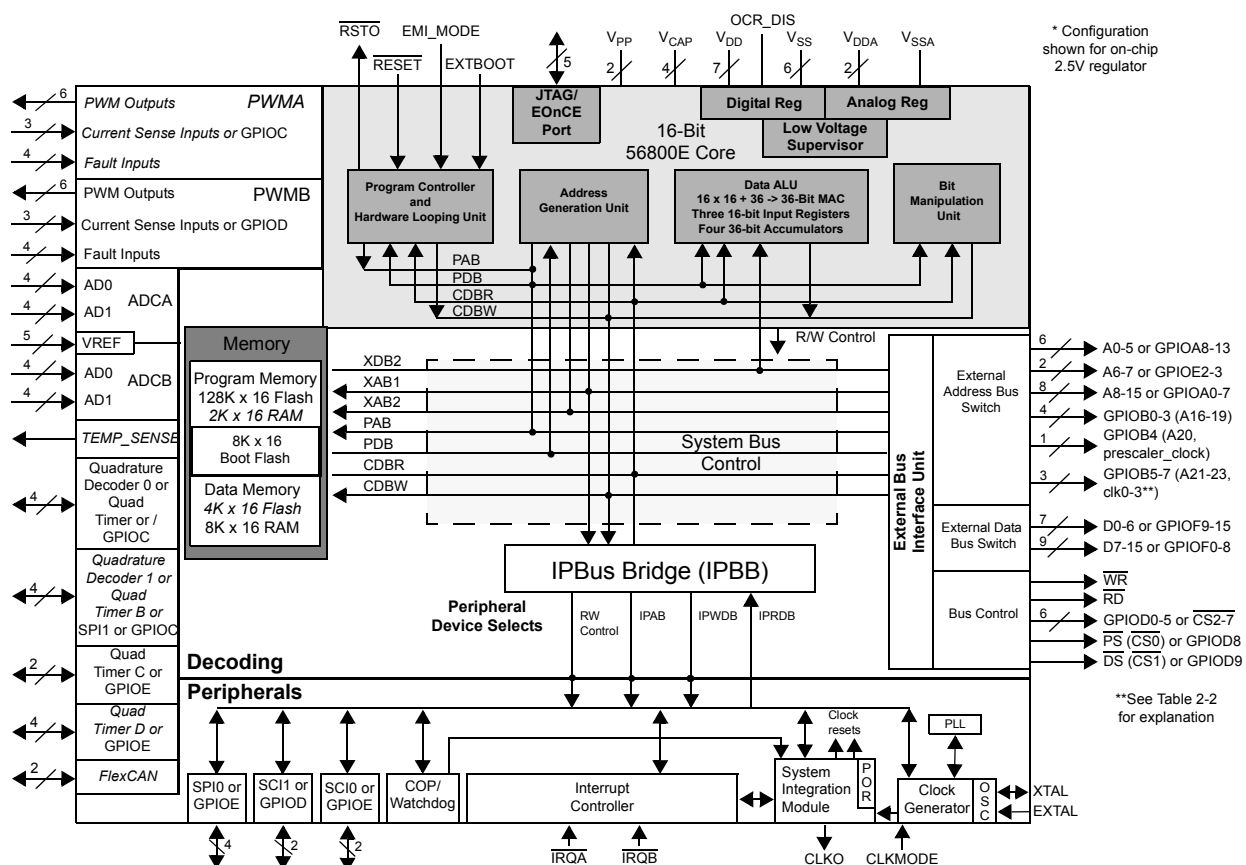 OCR_DIS
RSTO
EMI_MODE
RESET
EXTBOOT
5
VPP
2
VCAP
4
VDD
7
VSS
6
VDDA
2
VSSA
* Configuration
shown for on-chip
2.5V regulator
6
PWM Outputs
PWMA
3
Current Sense Inputs or GPIOC
4
Fault Inputs
6
PWM Outputs
PWMB
3
Current Sense Inputs or GPIOD
4
Fault Inputs
4
AD0
ADCA
4
AD1
5
VREF
4
AD0
ADCB
4
AD1
TEMP_SENSE
4
Quadrature
Decoder 0 or
Quad
Timer or /
GPIOC
4
Quadrature
Decoder 1 or
Quad
Timer B or
SPI1 or GPIOC
2
Quad
Timer C or
GPIOE
4
Quad
Timer D or
GPIOE
2
FlexCAN
JTAG/
EOnCE
Port
Digital Reg
Analog Reg
Low Voltage
Supervisor
16-Bit
56800E Core
Program Controller
and
Hardware Looping Unit
Address
Generation Unit
Data ALU
16 x 16 + 36 -> 36-Bit MAC
Three 16-bit Input Registers
Four 36-bit Accumulators
Bit
Manipulation
Unit
PAB
PDB
CDBR
CDBW
R/W Control
Memory
Program Memory
128K x 16 Flash
2K x 16 RAM
8K x 16
Boot Flash
Data Memory
4K x 16 Flash
8K x 16 RAM
XDB2
XAB1
XAB2
PAB
PDB
CDBR
CDBW
System Bus
Control
External Bus
Interface Unit
External
Address Bus
Switch
External Data
Bus Switch
Bus Control
6
A0-5 or GPIOA8-13
2
A6-7 or GPIOE2-3
8
A8-15 or GPIOA0-7
4
GPIOB0-3 (A16-19)
1
GPIOB4 (A20,
prescaler_clock)
3
GPIOB5-7 (A21-23,
clk0-3**)
7
D0-6 or GPIOF9-15
9
D7-15 or GPIOF0-8
WR
RD
6
GPIOD0-5 or CS2-7
PS (CS0) or GPIOD8
DS (CS1) or GPIOD9
**See Table 2-2
for explanation
IPBus Bridge (IPBB)
Peripheral
Device Selects
RW
Control
IPAB
IPWDB
IPRDB
Decoding
Peripherals
Clock
resets
PLL
SPI0 or
GPIOE
SCI1 or
GPIOD
SCI0 or
GPIOE
COP/
Watchdog
Interrupt
Controller
System
Integration
Module
POR
Clock
Generator
OSC
XTAL
EXTAL
4
2
2
IRQA
IRQB
CLKO
CLKMODE